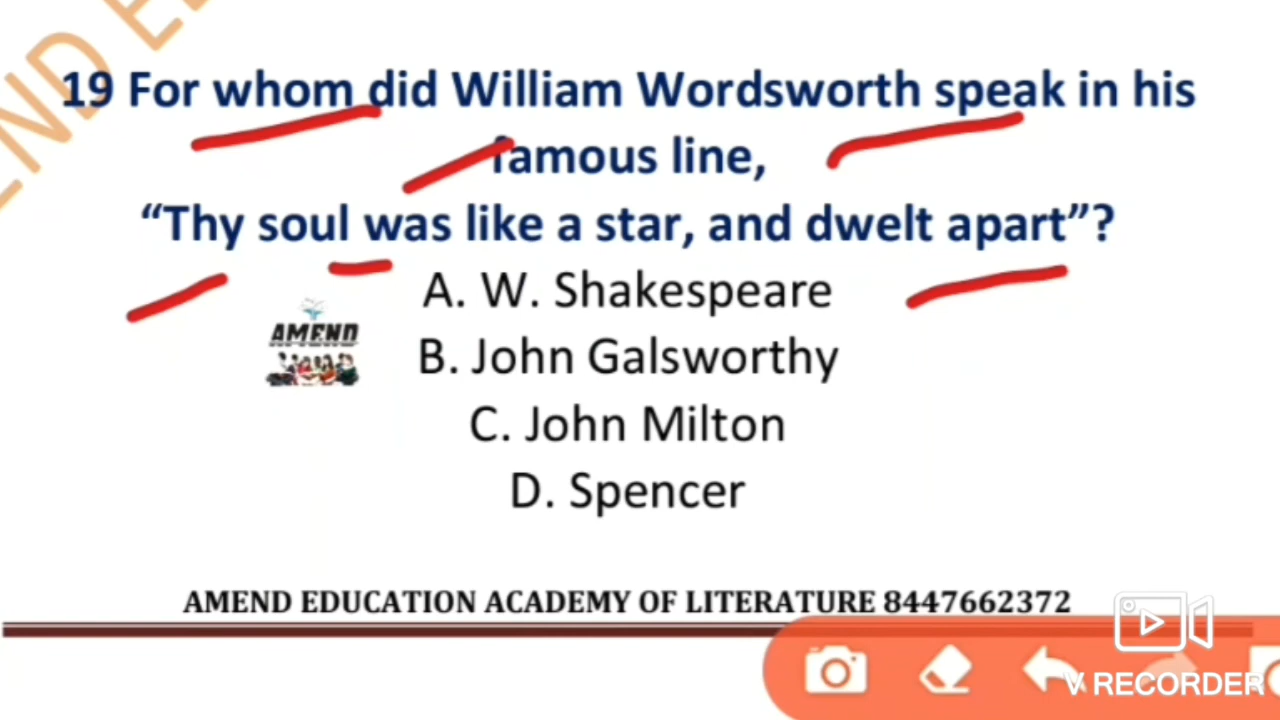 END E
19 For whom did William Wordsworth speak in his
famous line,
“Thy soul was like a star, and dwelt apart”?
A. W. Shakespeare
AMEND
B. John Galsworthy
C. John Milton
D. Spencer
AMEND EDUCATION ACADEMY OF LITERATURE 8447662372
V RECORDER